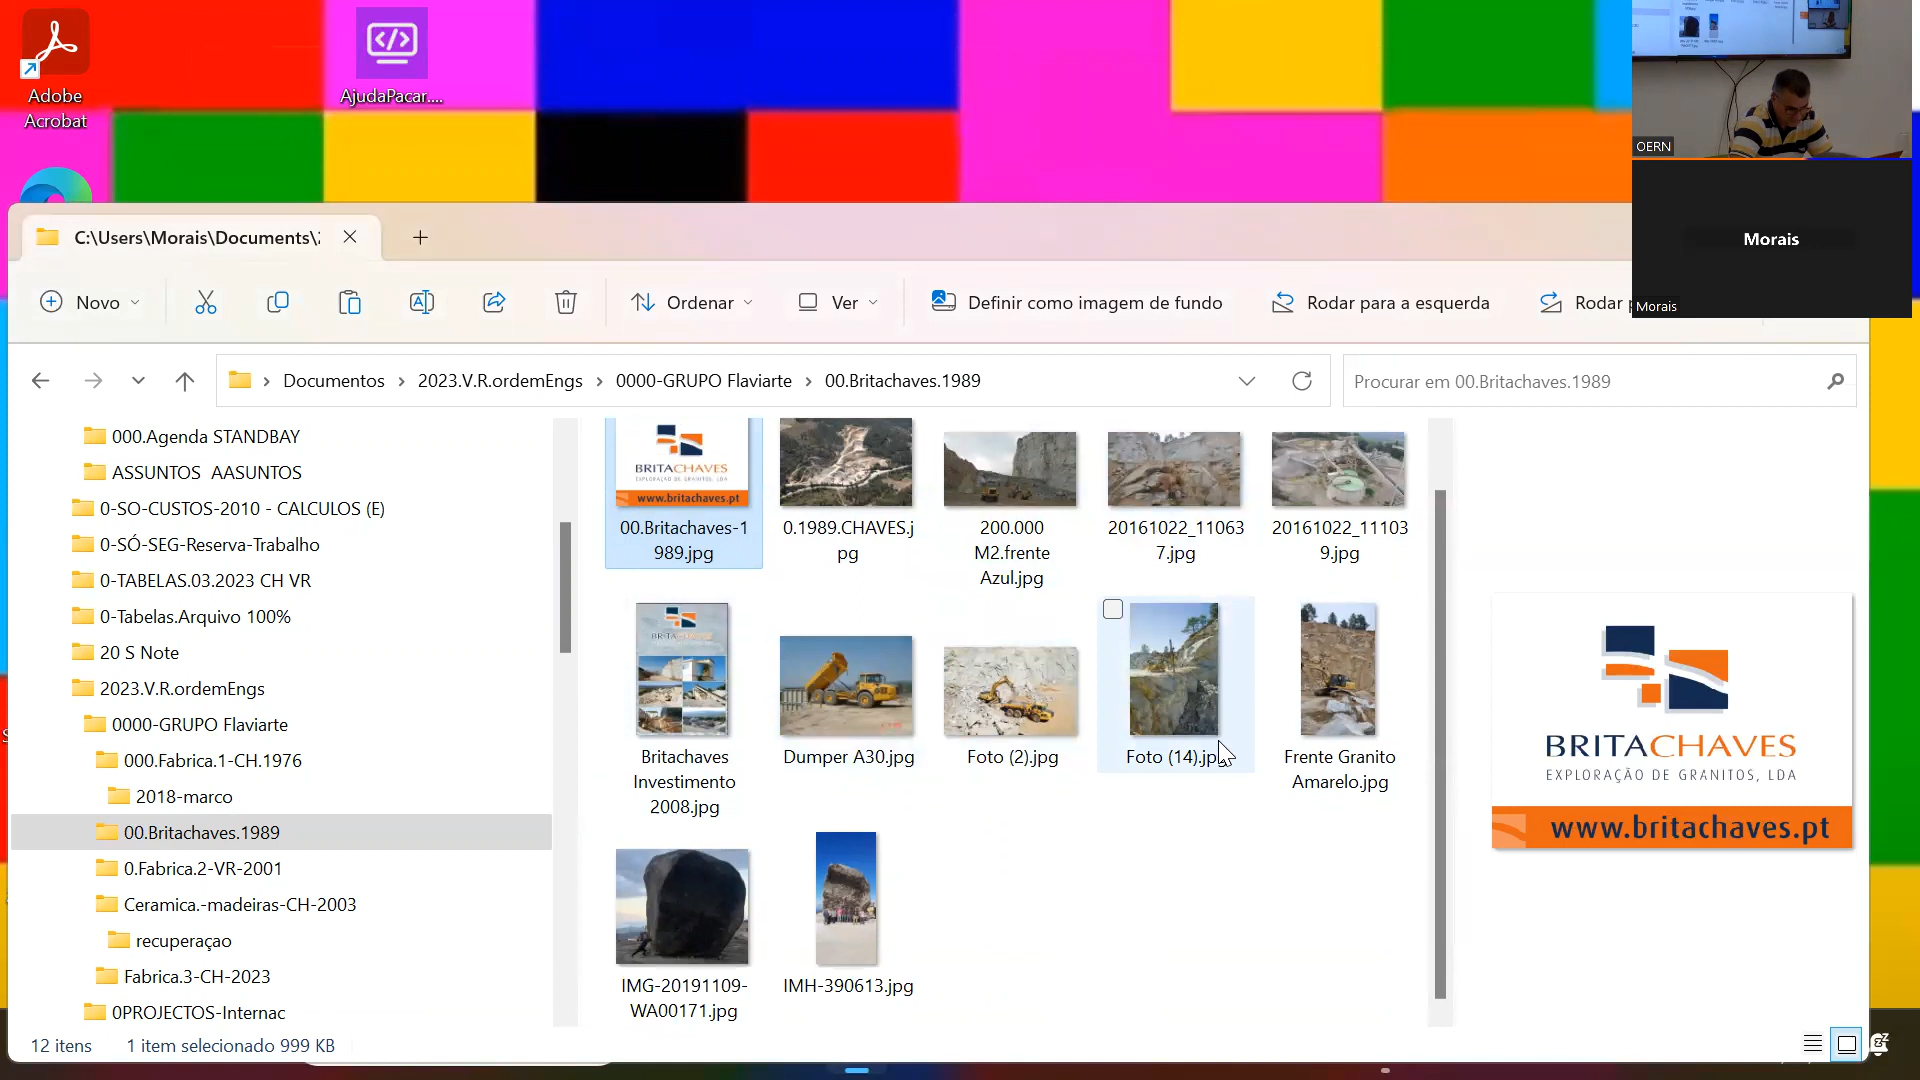 Adobe
Acrobat
AjudaPacar....
OERN
Morais
Morais
C:\Users\Morais\Documents\2
Novo
Ordenar
Ver
Definir como imagem de fundo
Rodar para a esquerda
Rodar
Documentos
2023.V.R.ordemEngs
0000-GRUPO Flaviarte
00.Britachaves.1989
Procurar em 00.Britachaves.1989
000.Agenda STANDBAY
ASSUNTOS  AASUNTOS
0-SO-CUSTOS-2010 - CALCULOS (E)
0-SÓ-SEG-Reserva-Trabalho
0-TABELAS.03.2023 CH VR
0-Tabelas.Arquivo 100%
20 S Note
2023.V.R.ordemEngs
0000-GRUPO Flaviarte
000.Fabrica.1-CH.1976
2018-marco
00.Britachaves.1989
0.Fabrica.2-VR-2001
Ceramica.-madeiras-CH-2003
recuperaçao
Fabrica.3-CH-2023
0PROJECTOS-Internac
BRITACHAVES
EXPLORAÇÃO DE GRANITOS, LDA
www.britachaves.pt
00.Britachaves-1
989.jpg
0.1989.CHAVES.j
pg
200.000
M2.frente
Azul.jpg
20161022_11063
7.jpg
20161022_11103
9.jpg
BRITACHAVES
Britachaves
Investimento
2008.jpg
Dumper A30.jpg
Foto (2).jpg
Foto (14).jpg
Frente Granito
Amarelo.jpg
IMG-20191109-
WA00171.jpg
IMH-390613.jpg
BRITACHAVES
EXPLORAÇÃO DE GRANITOS, LDA
www.britachaves.pt
12 itens
1 item selecionado 999 KB